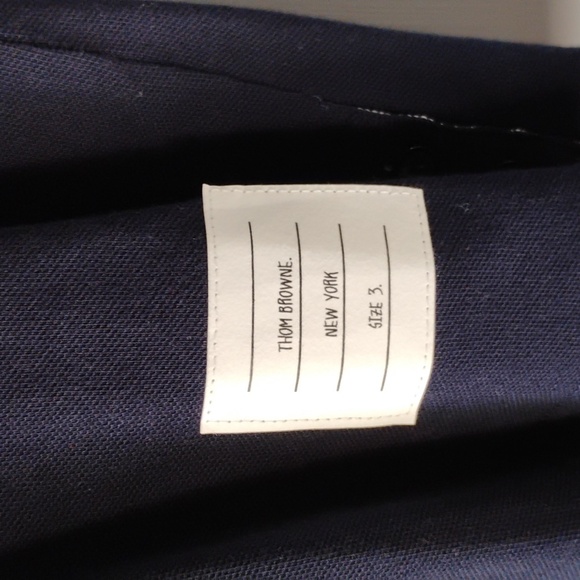 THOM BROWNE.
NEW YORK
SIZE 3.